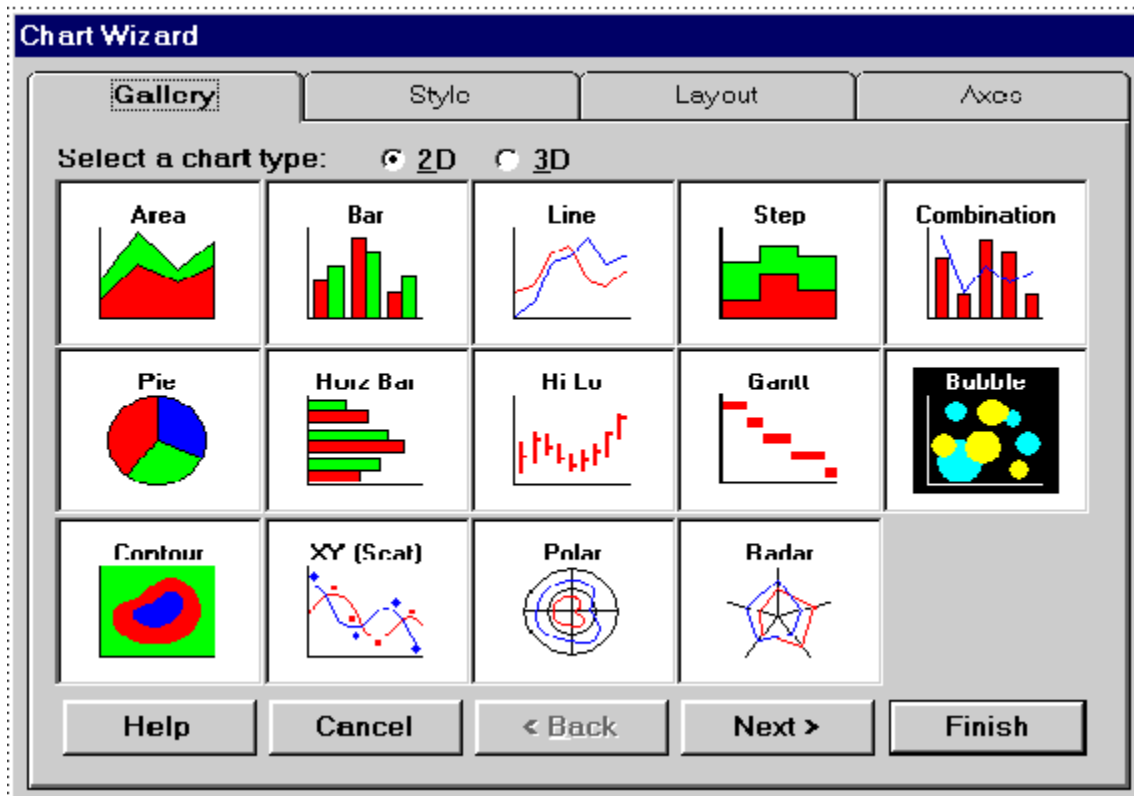 Chart Wizard
Gallery Style Layout Axes
Select a chart type: 2D 3D
Area Bar Line Step Combination
Pie Horz Bar Hi Lo Gantt Bubble
Contour XY (Scat) Polar Radar
Help Cancel < Back Next > Finish